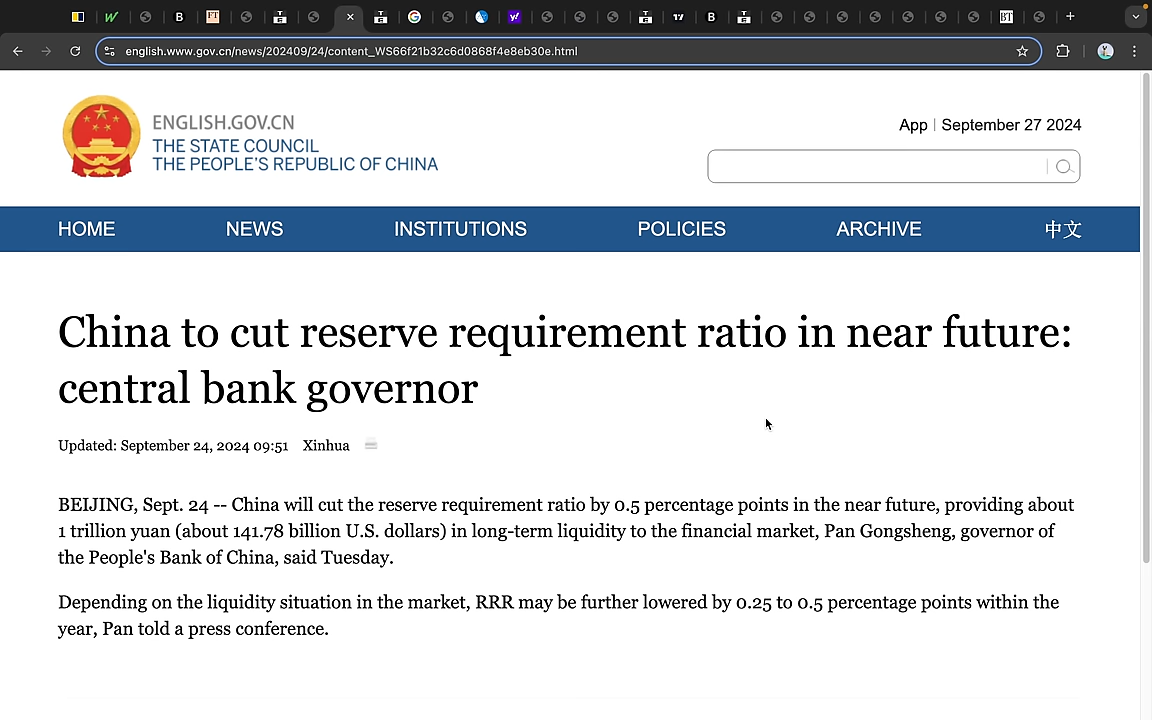 W
B
FT
T
E
T
E
G
y!
T
E
17
B
T
E
BT
english.www.gov.cn/news/202409/24/content_WS66f21b32c6d0868f4e8eb30e.html
ENGLISH.GOV.CN
THE STATE COUNCIL
THE PEOPLE'S REPUBLIC OF CHINA
App | September 27 2024
HOME NEWS INSTITUTIONS POLICIES ARCHIVE 中文
China to cut reserve requirement ratio in near future:
central bank governor
Updated: September 24, 2024 09:51 Xinhua
BEIJING, Sept. 24 -- China will cut the reserve requirement ratio by 0.5 percentage points in the near future, providing about
1 trillion yuan (about 141.78 billion U.S. dollars) in long-term liquidity to the financial market, Pan Gongsheng, governor of
the People's Bank of China, said Tuesday.
Depending on the liquidity situation in the market, RRR may be further lowered by 0.25 to 0.5 percentage points within the
year, Pan told a press conference.